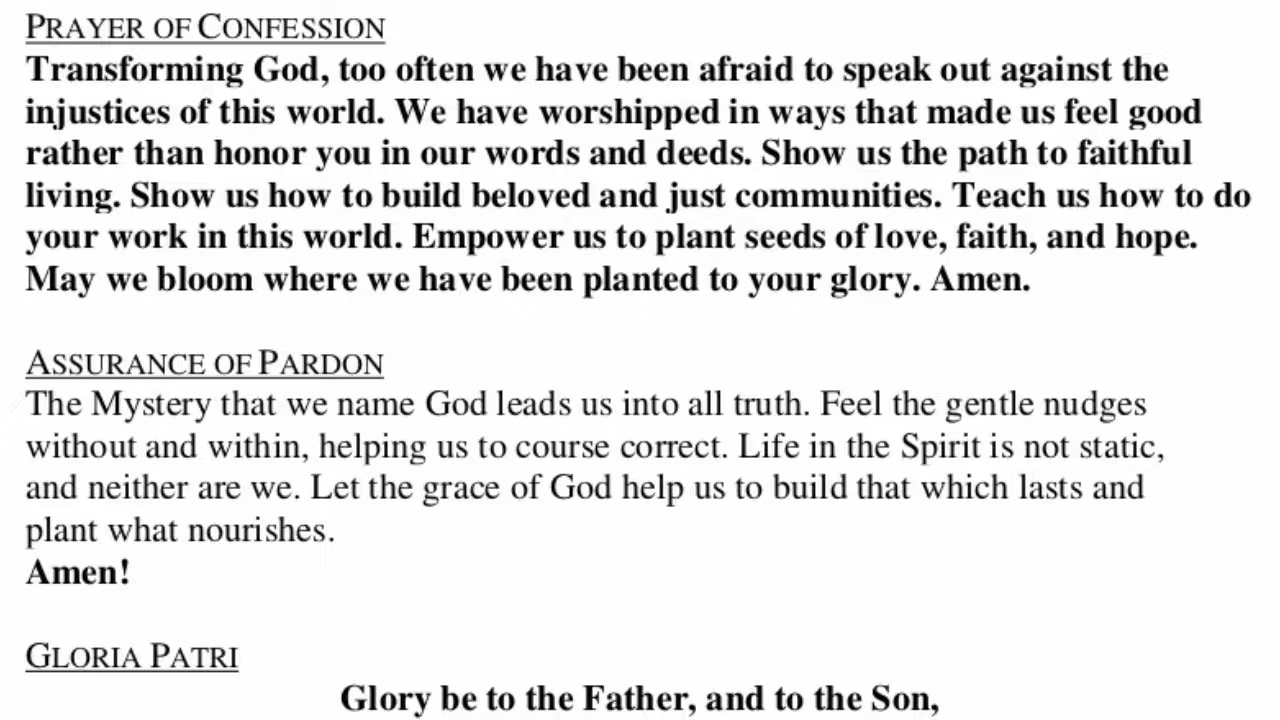 PRAYER OF CONFESSION
Transforming God, too often we have been afraid to speak out against the
injustices of this world. We have worshipped in ways that made us feel good
rather than honor you in our words and deeds. Show us the path to faithful
living. Show us how to build beloved and just communities. Teach us how to do
your work in this world. Empower us to plant seeds of love, faith, and hope.
May we bloom where we have been planted to your glory. Amen.
ASSURANCE OF PARDON
The Mystery that we name God leads us into all truth. Feel the gentle nudges
without and within, helping us to course correct. Life in the Spirit is not static,
and neither are we. Let the grace of God help us to build that which lasts and
plant what nourishes.
Amen!
GLORIA PATRI
Glory be to the Father, and to the Son,